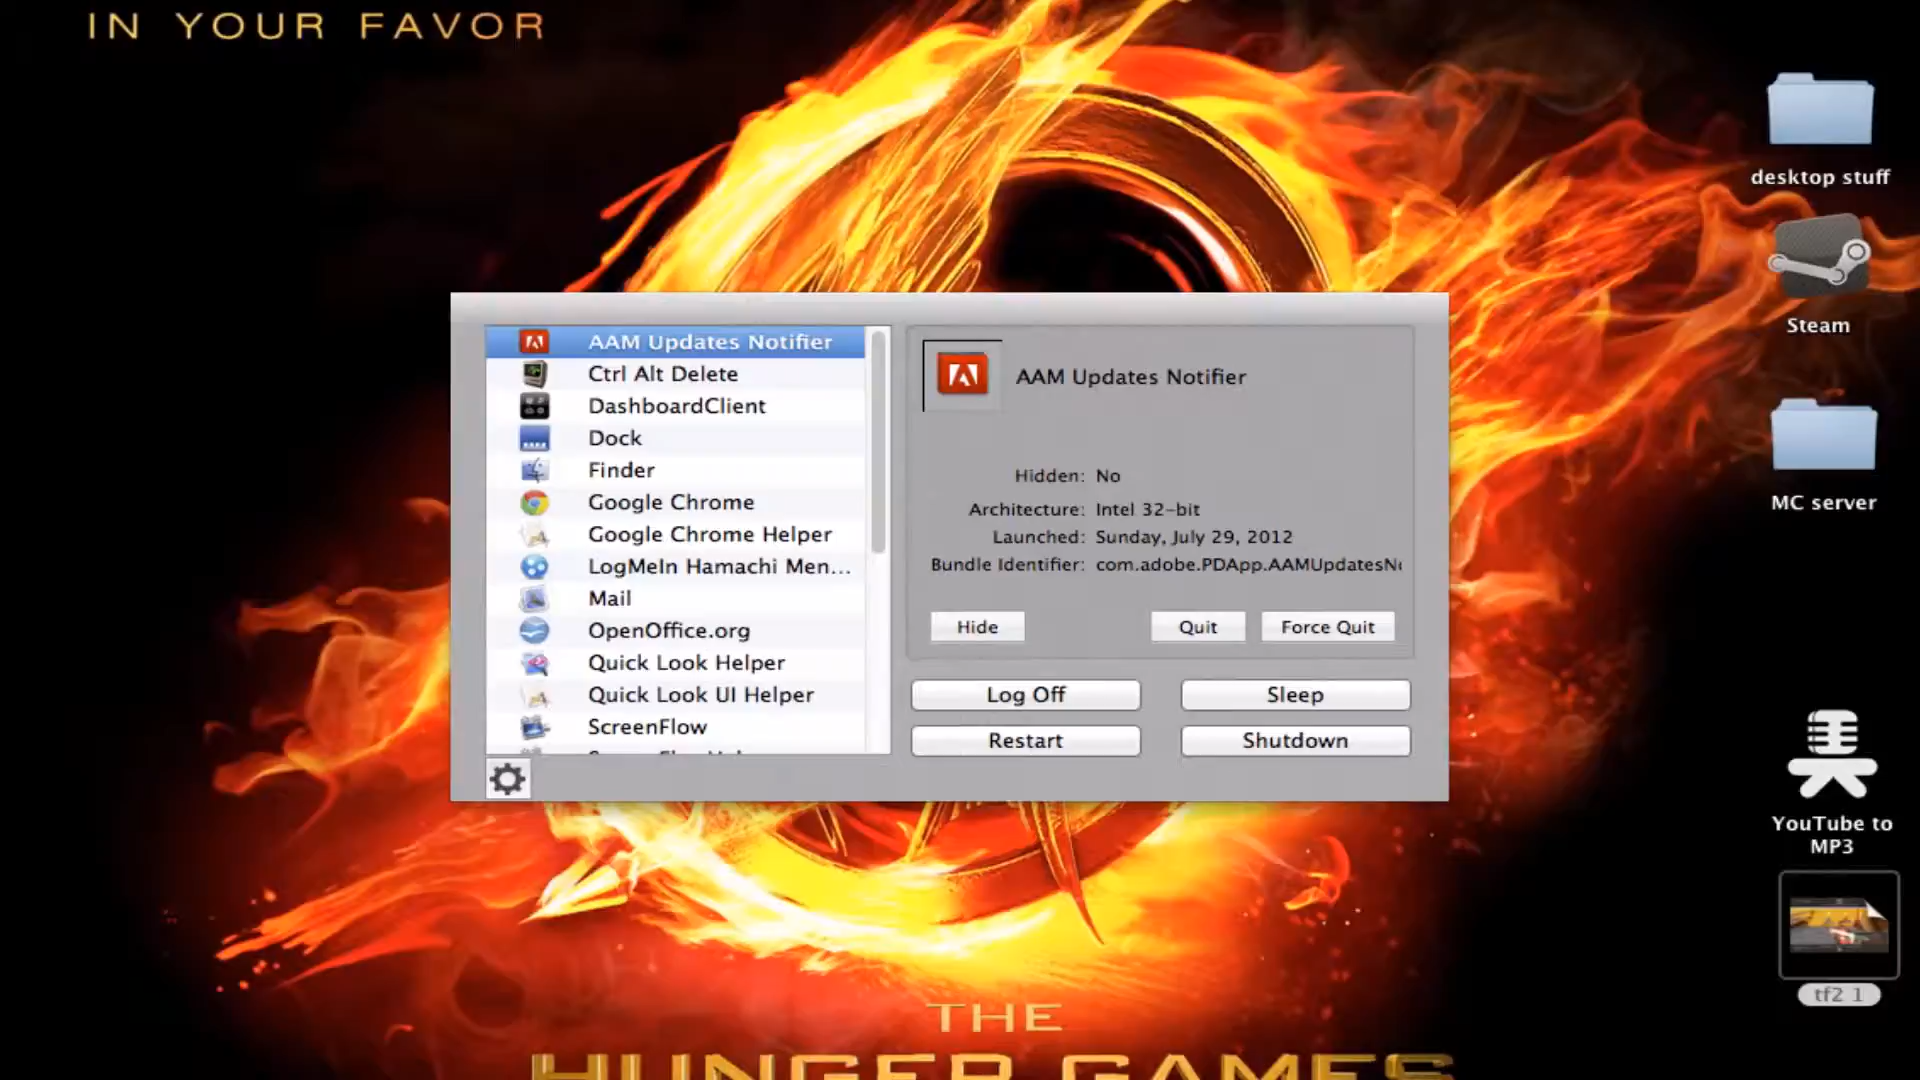 IN YOUR FAVOR
desktop stuff
Steam
MC server
YouTube to
MP3
tf2 1
AAM Updates Notifier
Ctrl Alt Delete
DashboardClient
Dock
Finder
Google Chrome
Google Chrome Helper
LogMeIn Hamachi Men...
Mail
OpenOffice.org
Quick Look Helper
Quick Look UI Helper
ScreenFlow
AAM Updates Notifier
Hidden: No
Architecture: Intel 32-bit
Launched: Sunday, July 29, 2012
Bundle Identifier: com.adobe.PDApp.AAMUpdatesN
Hide Quit Force Quit
Log Off Sleep
Restart Shutdown
THE
HUNGER GAMES